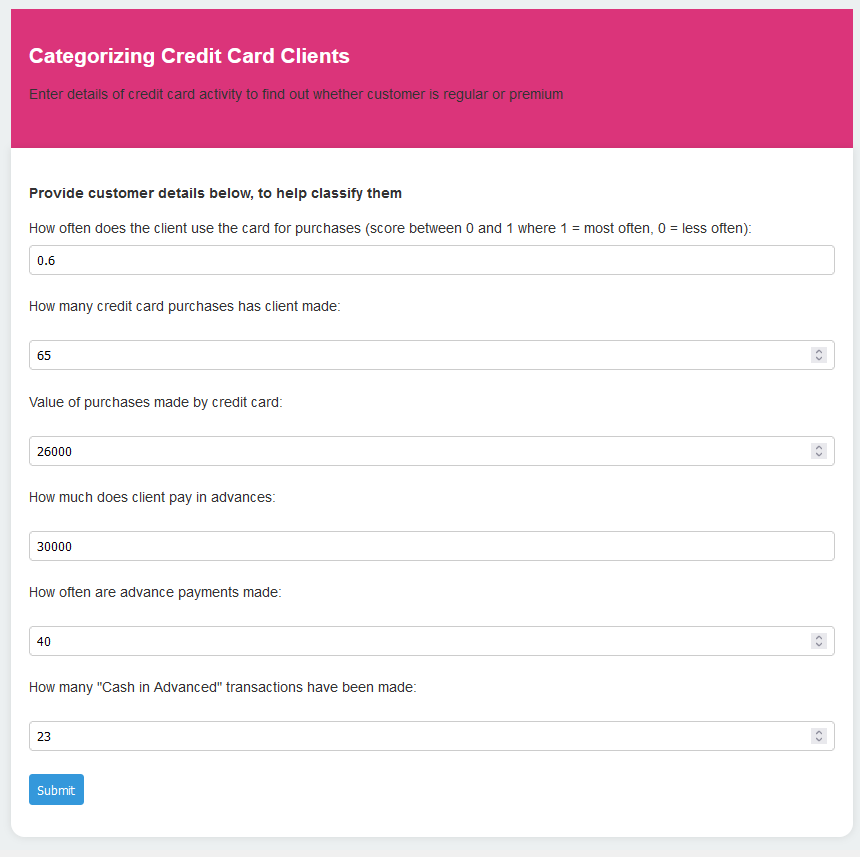 Categorizing Credit Card Clients
Enter details of credit card activity to find out whether customer is regular or premium
Provide customer details below, to help classify them
How often does the client use the card for purchases (score between 0 and 1 where 1 = most often, 0 = less often):
0.6
How many credit card purchases has client made:
65
Value of purchases made by credit card:
26000
How much does client pay in advances:
30000
How often are advance payments made:
40
How many "Cash in Advanced" transactions have been made:
23
Submit